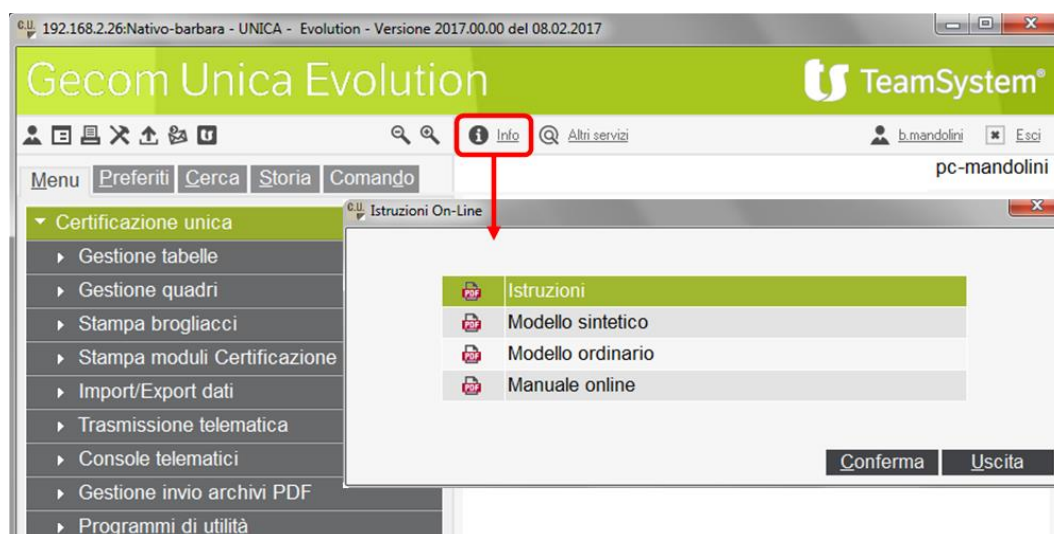 192.168.2.26:Nativo-barbara - UNICA - Evolution - Versione 2017.00.00 del 08.02.2017
Gecom Unica Evolution
TeamSystem®
Info
Altri servizi
b.mandolini
Esci
Menu Preferiti Cerca Storia Comando
pc-mandolini
Certificazione unica
Gestione tabelle
Gestione quadri
Stampa brogliacci
Stampa moduli Certificazione
Import/Export dati
Trasmissione telematica
Console telematici
Gestione invio archivi PDF
Programmi di utilità
C.U. Istruzioni On-Line
Istruzioni
Modello sintetico
Modello ordinario
Manuale online
Conferma Uscita